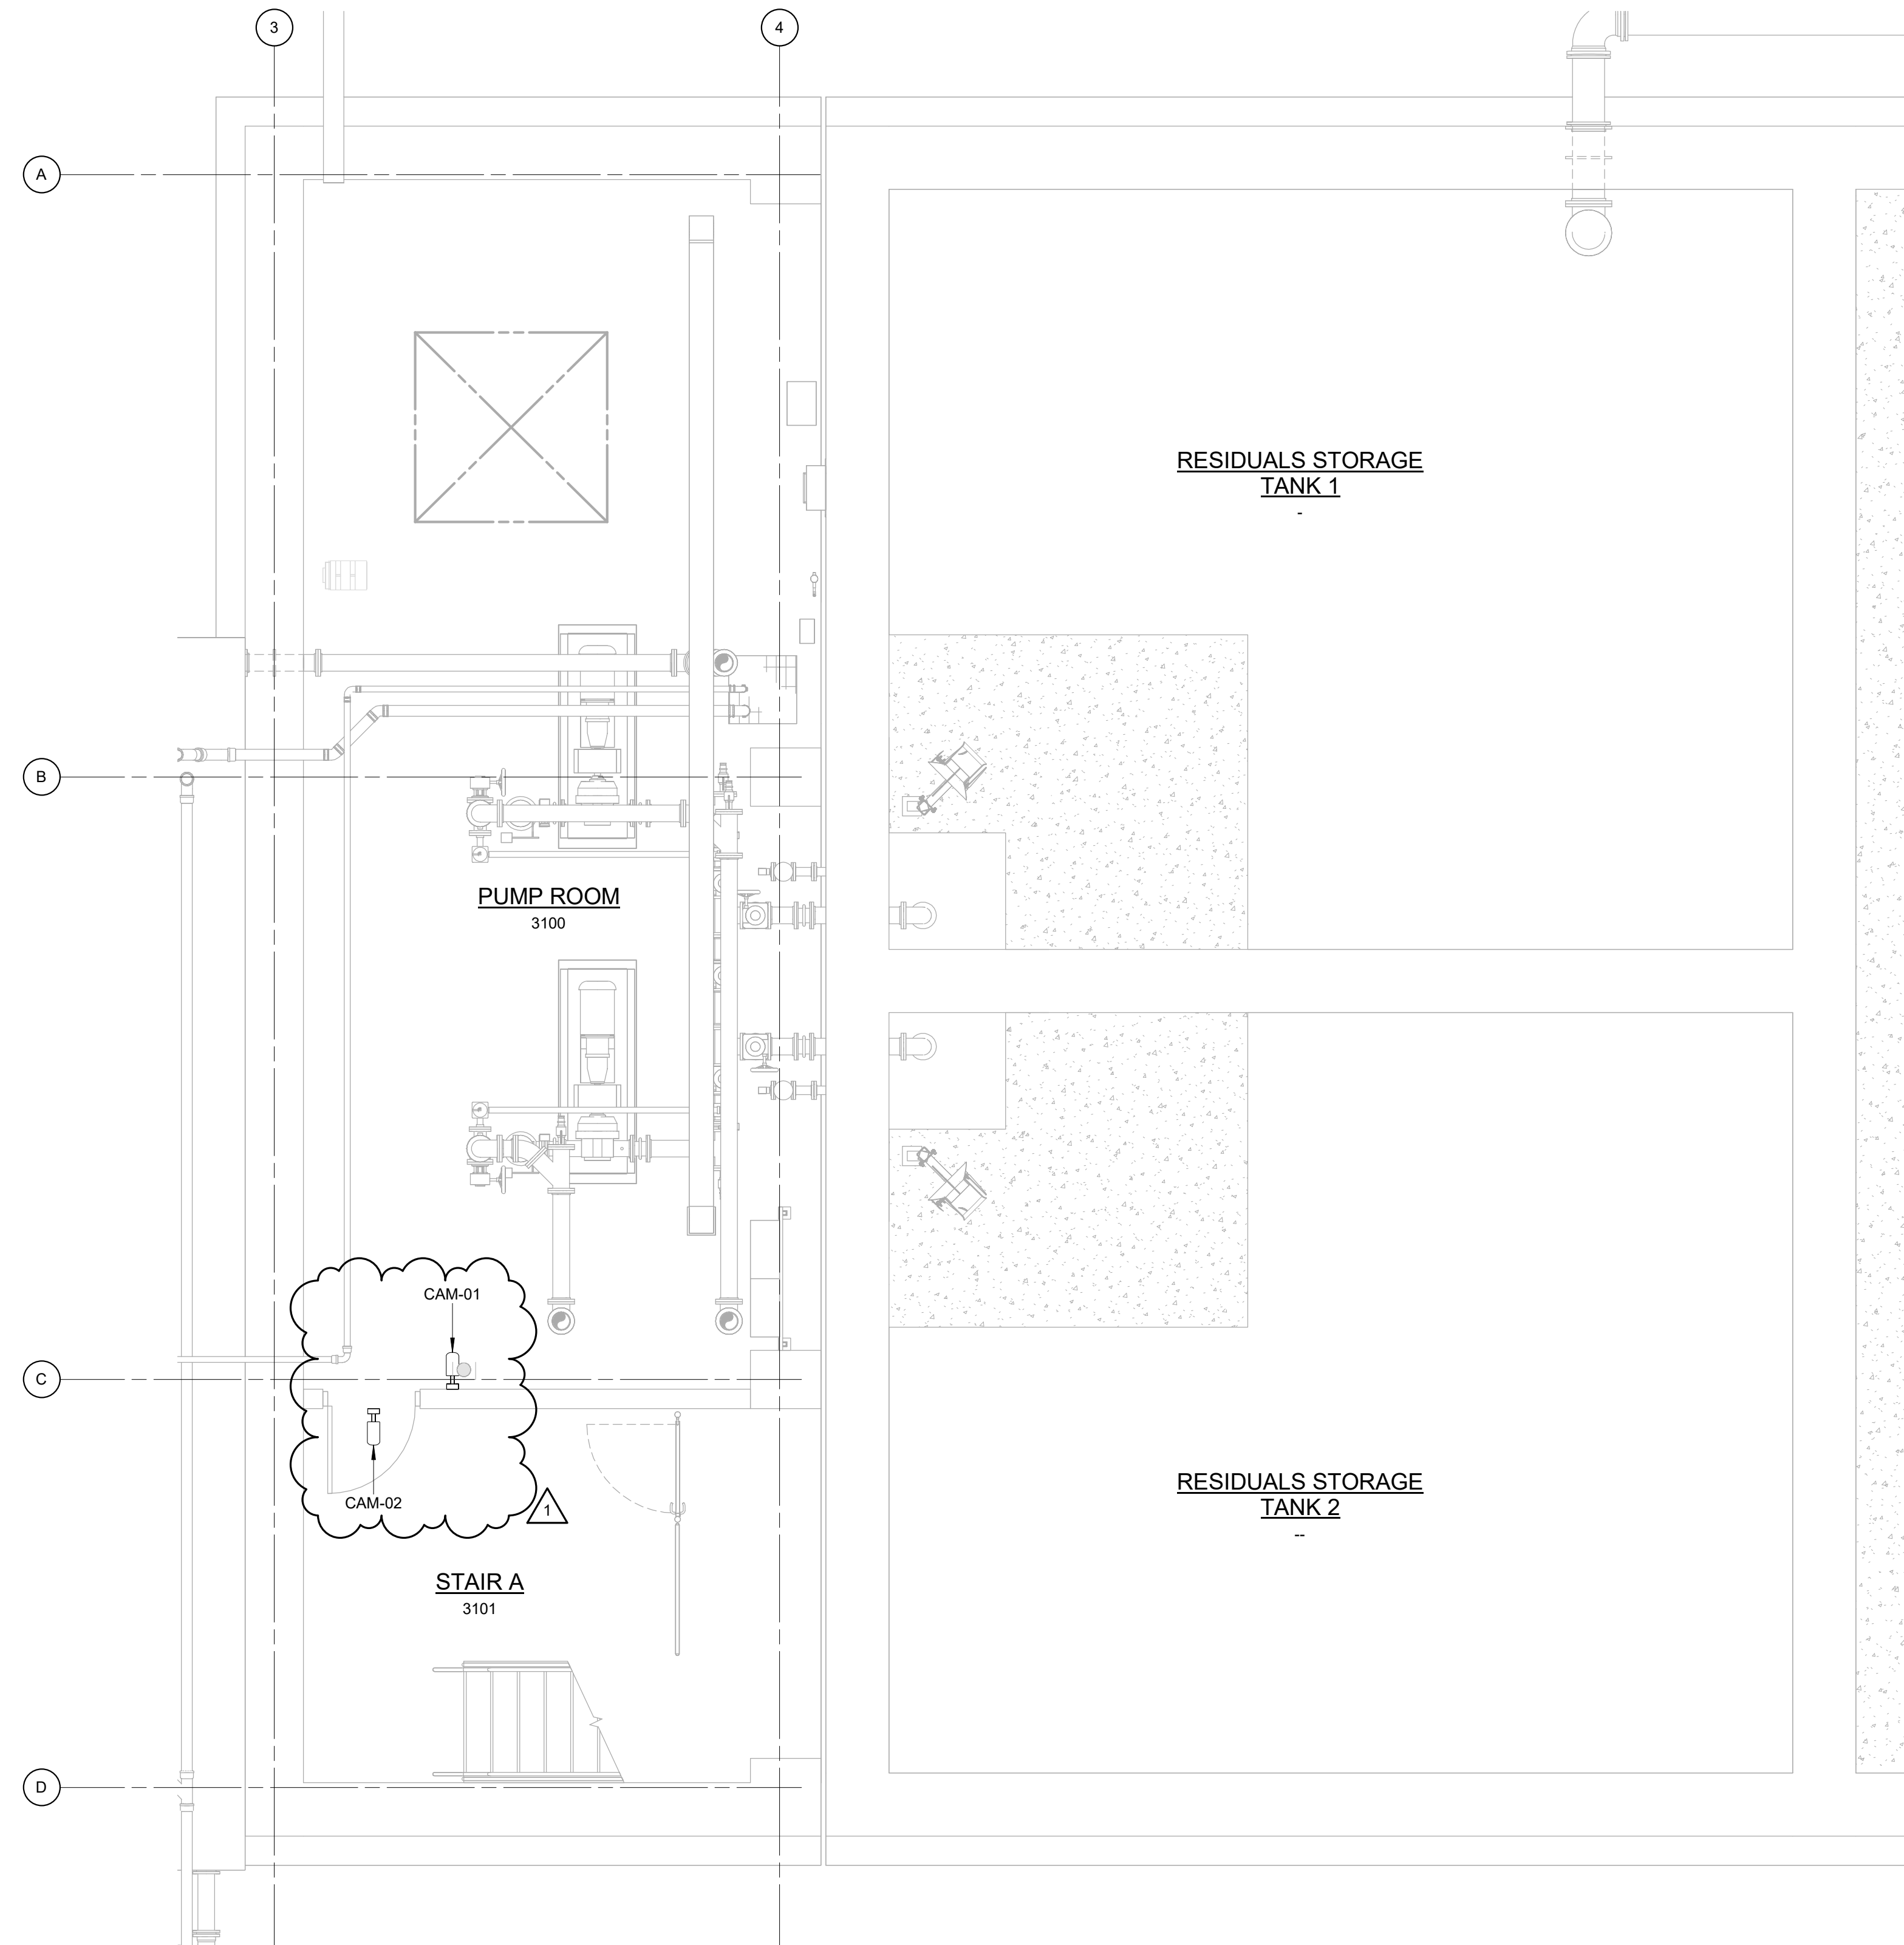 3
4
A
RESIDUALS STORAGE
TANK 1
-
B
PUMP ROOM
3100
CAM-01
C
CAM-02
1
RESIDUALS STORAGE
TANK 2
--
STAIR A
3101
D